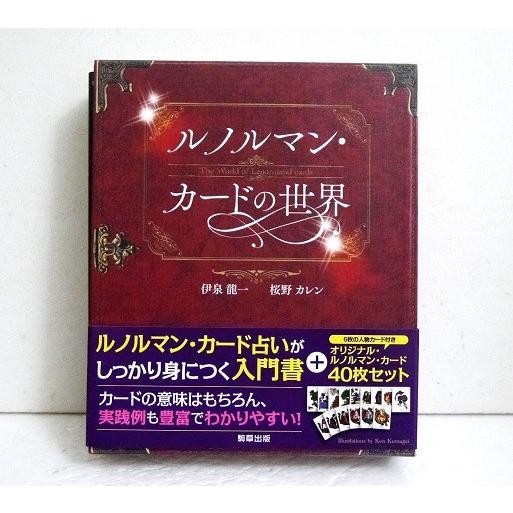 ルノルマン・
The World of Lenormand cards
カードの世界
伊泉 龍一　桜野 カレン
ルノルマン・カード占いが
しっかり身につく入門書
カードの意味はもちろん、
実践例も豊富でわかりやすい!
+
6枚の人物カード付き
オリジナル・
ルノルマン・カード
40枚セット
Illustrations by Ken Kumagai
駒草出版